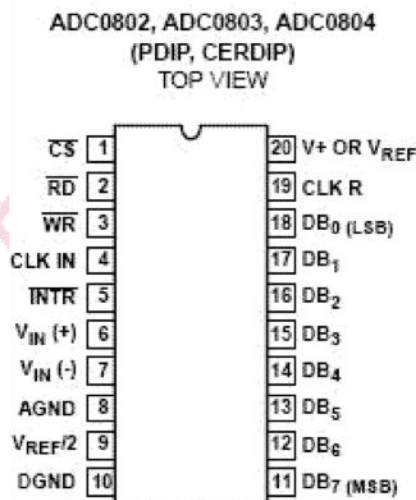 ADC0802, ADC0803, ADC0804
(PDIP, CERDIP)
TOP VIEW
CS 1 20 V+ OR VREF
RD 2 19 CLK R
WR 3 18 DB0 (LSB)
CLK IN 4 17 DB1
INTR 5 16 DB2
VIN (+) 6 15 DB3
VIN (-) 7 14 DB4
AGND 8 13 DB5
VREF/2 9 12 DB6
DGND 10 11 DB7 (MSB)